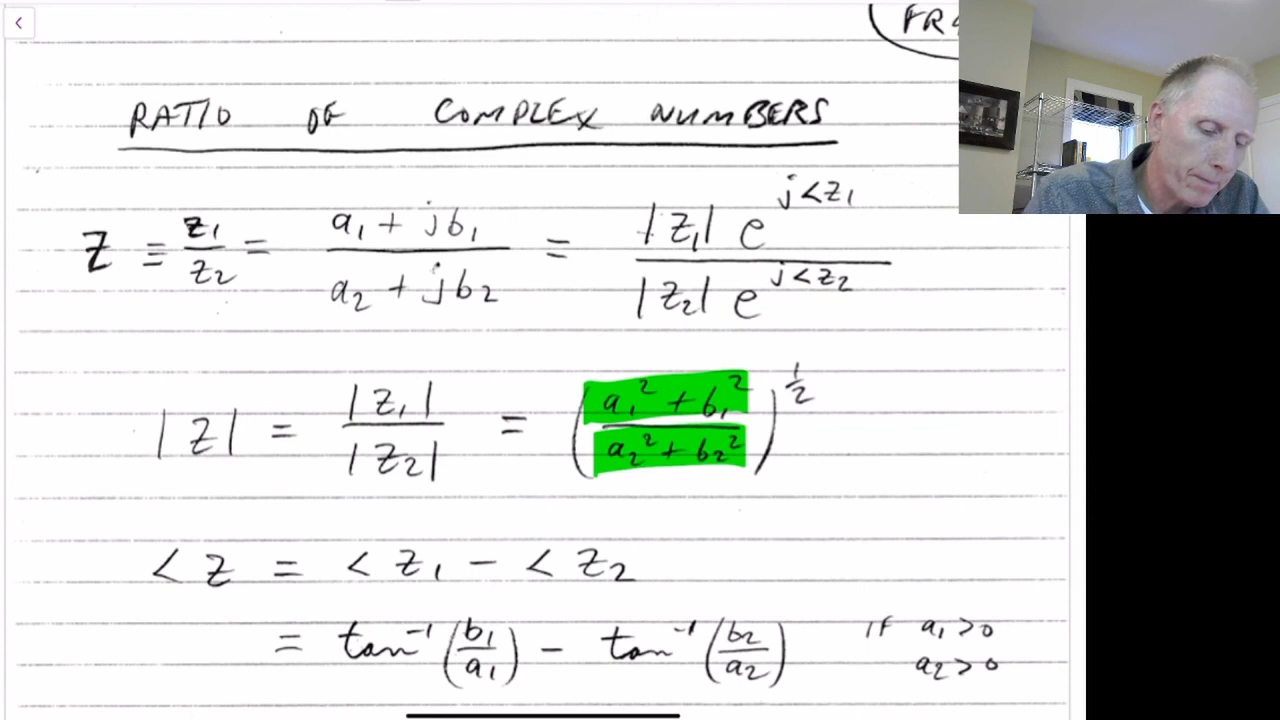 FR
RATIO OF COMPLEX NUMBERS
z = z1/z2 = (a1 + jb1)/(a2 + jb2) = |z1| e^(j<z1) / |z2| e^(j<z2)
|z| = |z1|/|z2| = ((a1² + b1²)/(a2² + b2²))^(1/2)
< z = < z1 − < z2
= tan⁻¹(b1/a1) − tan⁻¹(b2/a2) if a1 > 0
a2 > 0